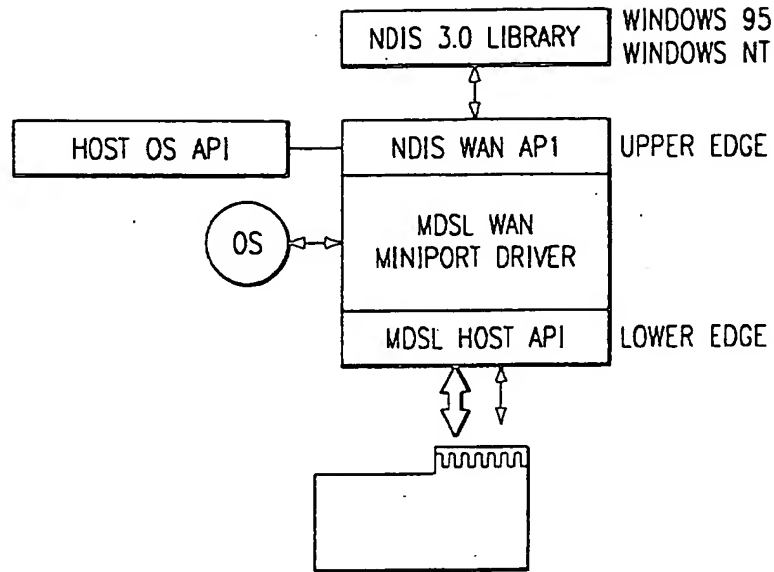 NDIS 3.0 LIBRARY
WINDOWS 95
WINDOWS NT
HOST OS API
NDIS WAN AP1
UPPER EDGE
OS
MDSL WAN
MINIPORT DRIVER
MDSL HOST API
LOWER EDGE